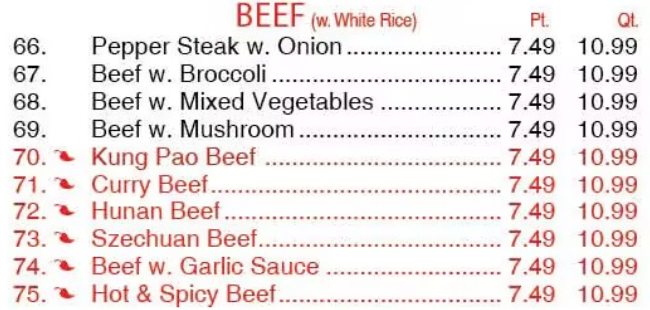 BEEF (w. White Rice) Pt. Qt.
66. Pepper Steak w. Onion........................ 7.49 10.99
67. Beef w. Broccoli................................... 7.49 10.99
68. Beef w. Mixed Vegetables .................. 7.49 10.99
69. Beef w. Mushroom.............................. 7.49 10.99
70. Kung Pao Beef .................................... 7.49 10.99
71. Curry Beef............................................ 7.49 10.99
72. Hunan Beef.......................................... 7.49 10.99
73. Szechuan Beef..................................... 7.49 10.99
74. Beef w. Garlic Sauce .......................... 7.49 10.99
75. Hot & Spicy Beef.................................. 7.49 10.99